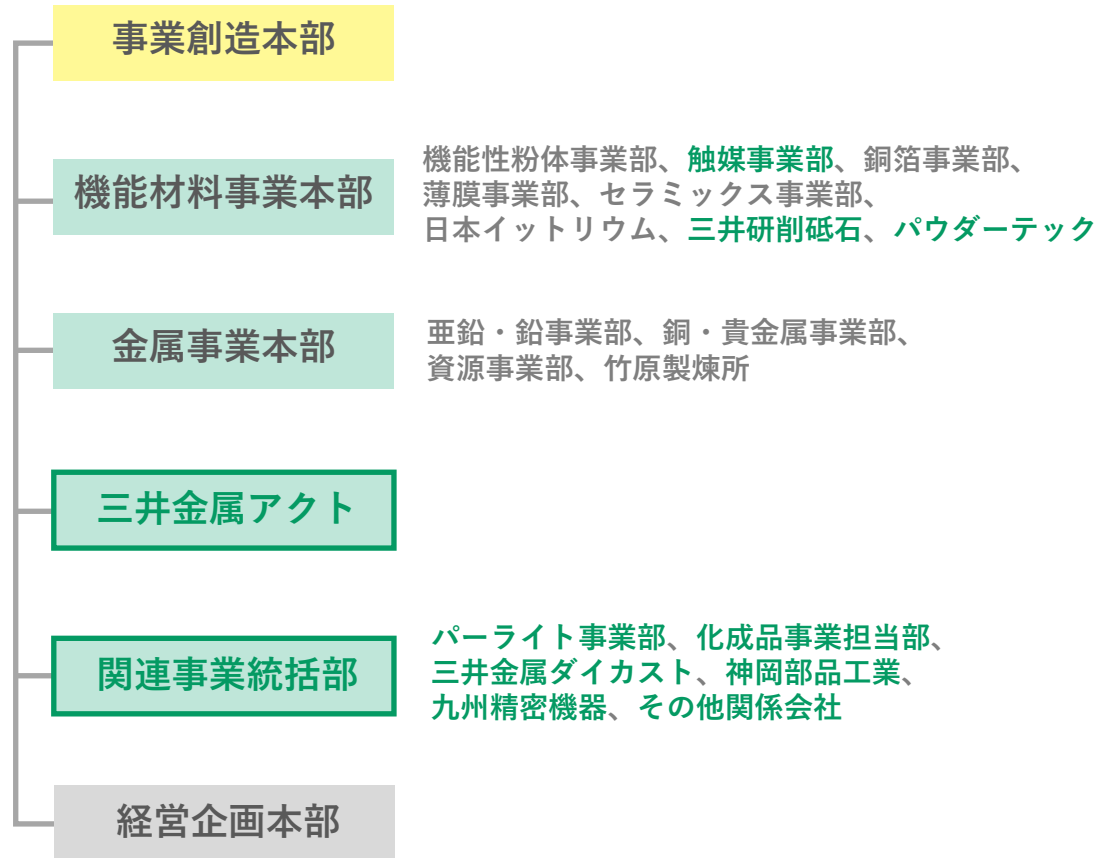 事業創造本部
機能材料事業本部
機能性粉体事業部、触媒事業部、銅箔事業部、
薄膜事業部、セラミックス事業部、
日本イットリウム、三井研削砥石、パウダーテック
金属事業本部
亜鉛・鉛事業部、銅・貴金属事業部、
資源事業部、竹原製煉所
三井金属アクト
関連事業統括部
パーライト事業部、化成品事業担当部、
三井金属ダイカスト、神岡部品工業、
九州精密機器、その他関係会社
経営企画本部